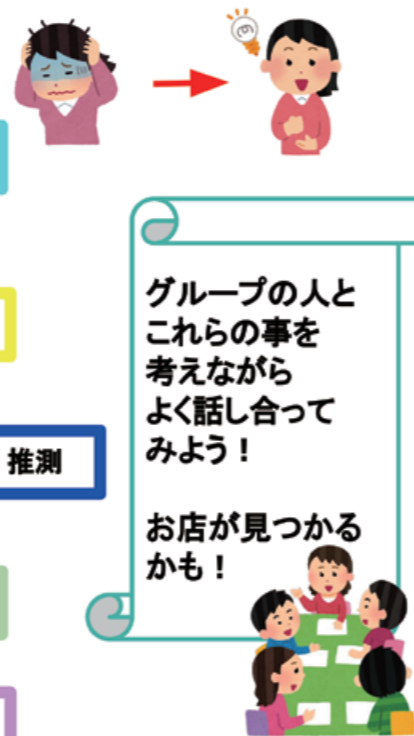 グループの人と
これらの事を
考えながら
よく話し合って
みよう！
推測
お店が見つかる
かも！